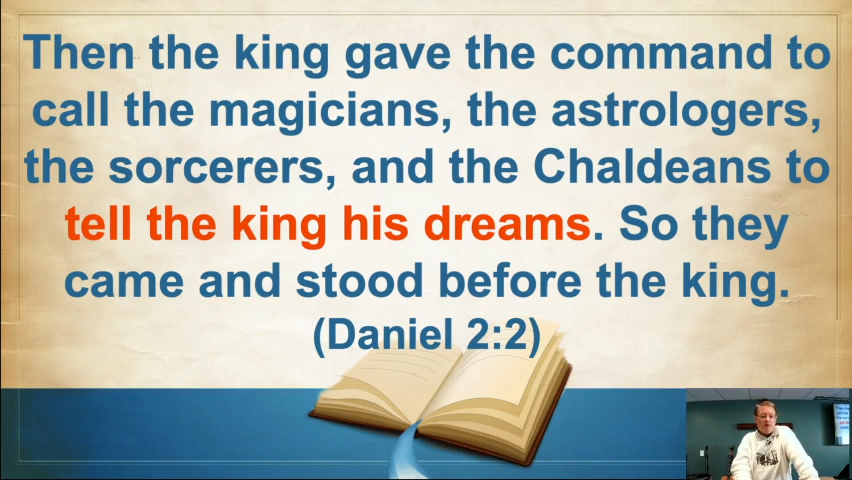 Then the king gave the command to
call the magicians, the astrologers,
the sorcerers, and the Chaldeans to
tell the king his dreams. So they
came and stood before the king.
(Daniel 2:2)